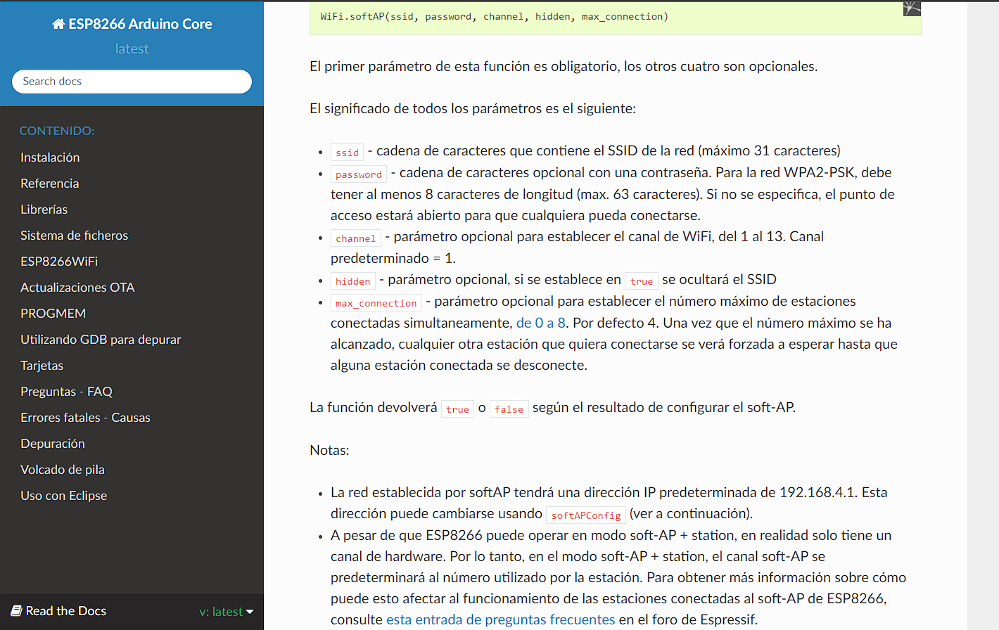 ESP8266 Arduino Core
latest
Search docs
CONTENIDO:
Instalación
Referencia
Librerías
Sistema de ficheros
ESP8266WiFi
Actualizaciones OTA
PROGMEM
Utilizando GDB para depurar
Tarjetas
Preguntas - FAQ
Errores fatales - Causas
Depuración
Volcado de pila
Uso con Eclipse
Read the Docs
v: latest
WiFi.softAP(ssid, password, channel, hidden, max_connection)
El primer parámetro de esta función es obligatorio, los otros cuatro son opcionales.
El significado de todos los parámetros es el siguiente:
• ssid - cadena de caracteres que contiene el SSID de la red (máximo 31 caracteres)
• password - cadena de caracteres opcional con una contraseña. Para la red WPA2-PSK, debe
tener al menos 8 caracteres de longitud (max. 63 caracteres). Si no se especifica, el punto de
acceso estará abierto para que cualquiera pueda conectarse.
• channel - parámetro opcional para establecer el canal de WiFi, del 1 al 13. Canal
predeterminado = 1.
• hidden - parámetro opcional, si se establece en true se ocultará el SSID
• max_connection - parámetro opcional para establecer el número máximo de estaciones
conectadas simultaneamente, de 0 a 8. Por defecto 4. Una vez que el número máximo se ha
alcanzado, cualquier otra estación que quiera conectarse se verá forzada a esperar hasta que
alguna estación conectada se desconecte.
La función devolverá true o false según el resultado de configurar el soft-AP.
Notas:
• La red establecida por softAP tendrá una dirección IP predeterminada de 192.168.4.1. Esta
dirección puede cambiarse usando softAPConfig (ver a continuación).
• A pesar de que ESP8266 puede operar en modo soft-AP + station, en realidad solo tiene un
canal de hardware. Por lo tanto, en el modo soft-AP + station, el canal soft-AP se
predeterminará al número utilizado por la estación. Para obtener más información sobre cómo
puede esto afectar al funcionamiento de las estaciones conectadas al soft-AP de ESP8266,
consulte esta entrada de preguntas frecuentes en el foro de Espressif.